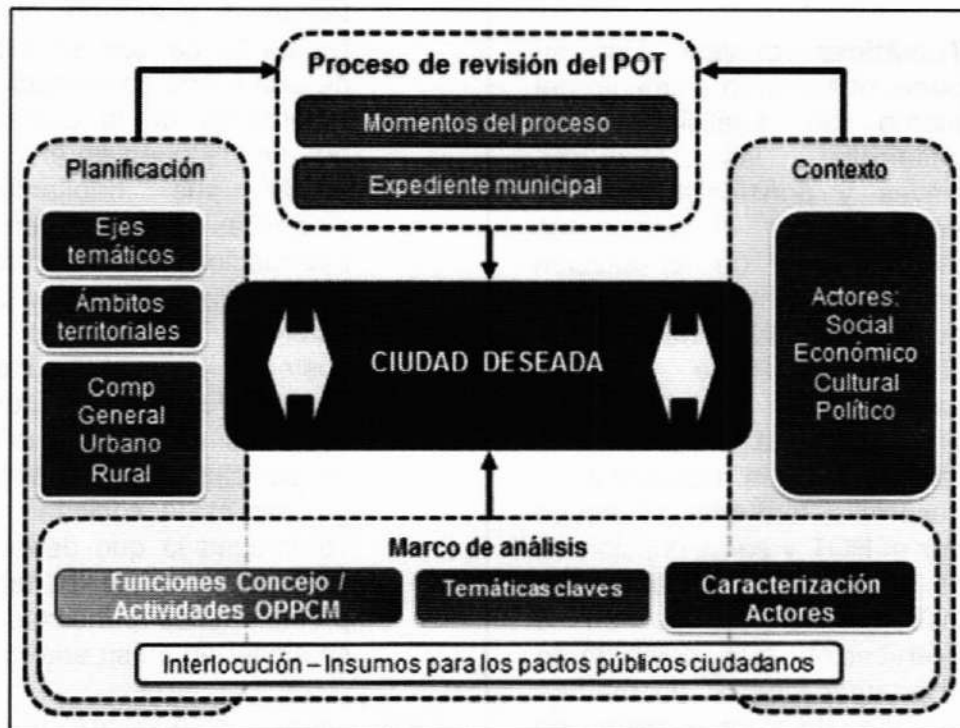 Proceso de revisión del POT
Momentos del proceso
Expediente municipal
Planificación
Ejes
temáticos
Ámbitos
territoriales
Comp
General
Urbano
Rural
CIUDAD DESEADA
Contexto
Actores:
Social
Económico
Cultural
Político
Marco de análisis
Funciones Concejo /
Actividades OPPCM
Temáticas claves
Caracterización
Actores
Interlocución – Insumos para los pactos públicos ciudadanos